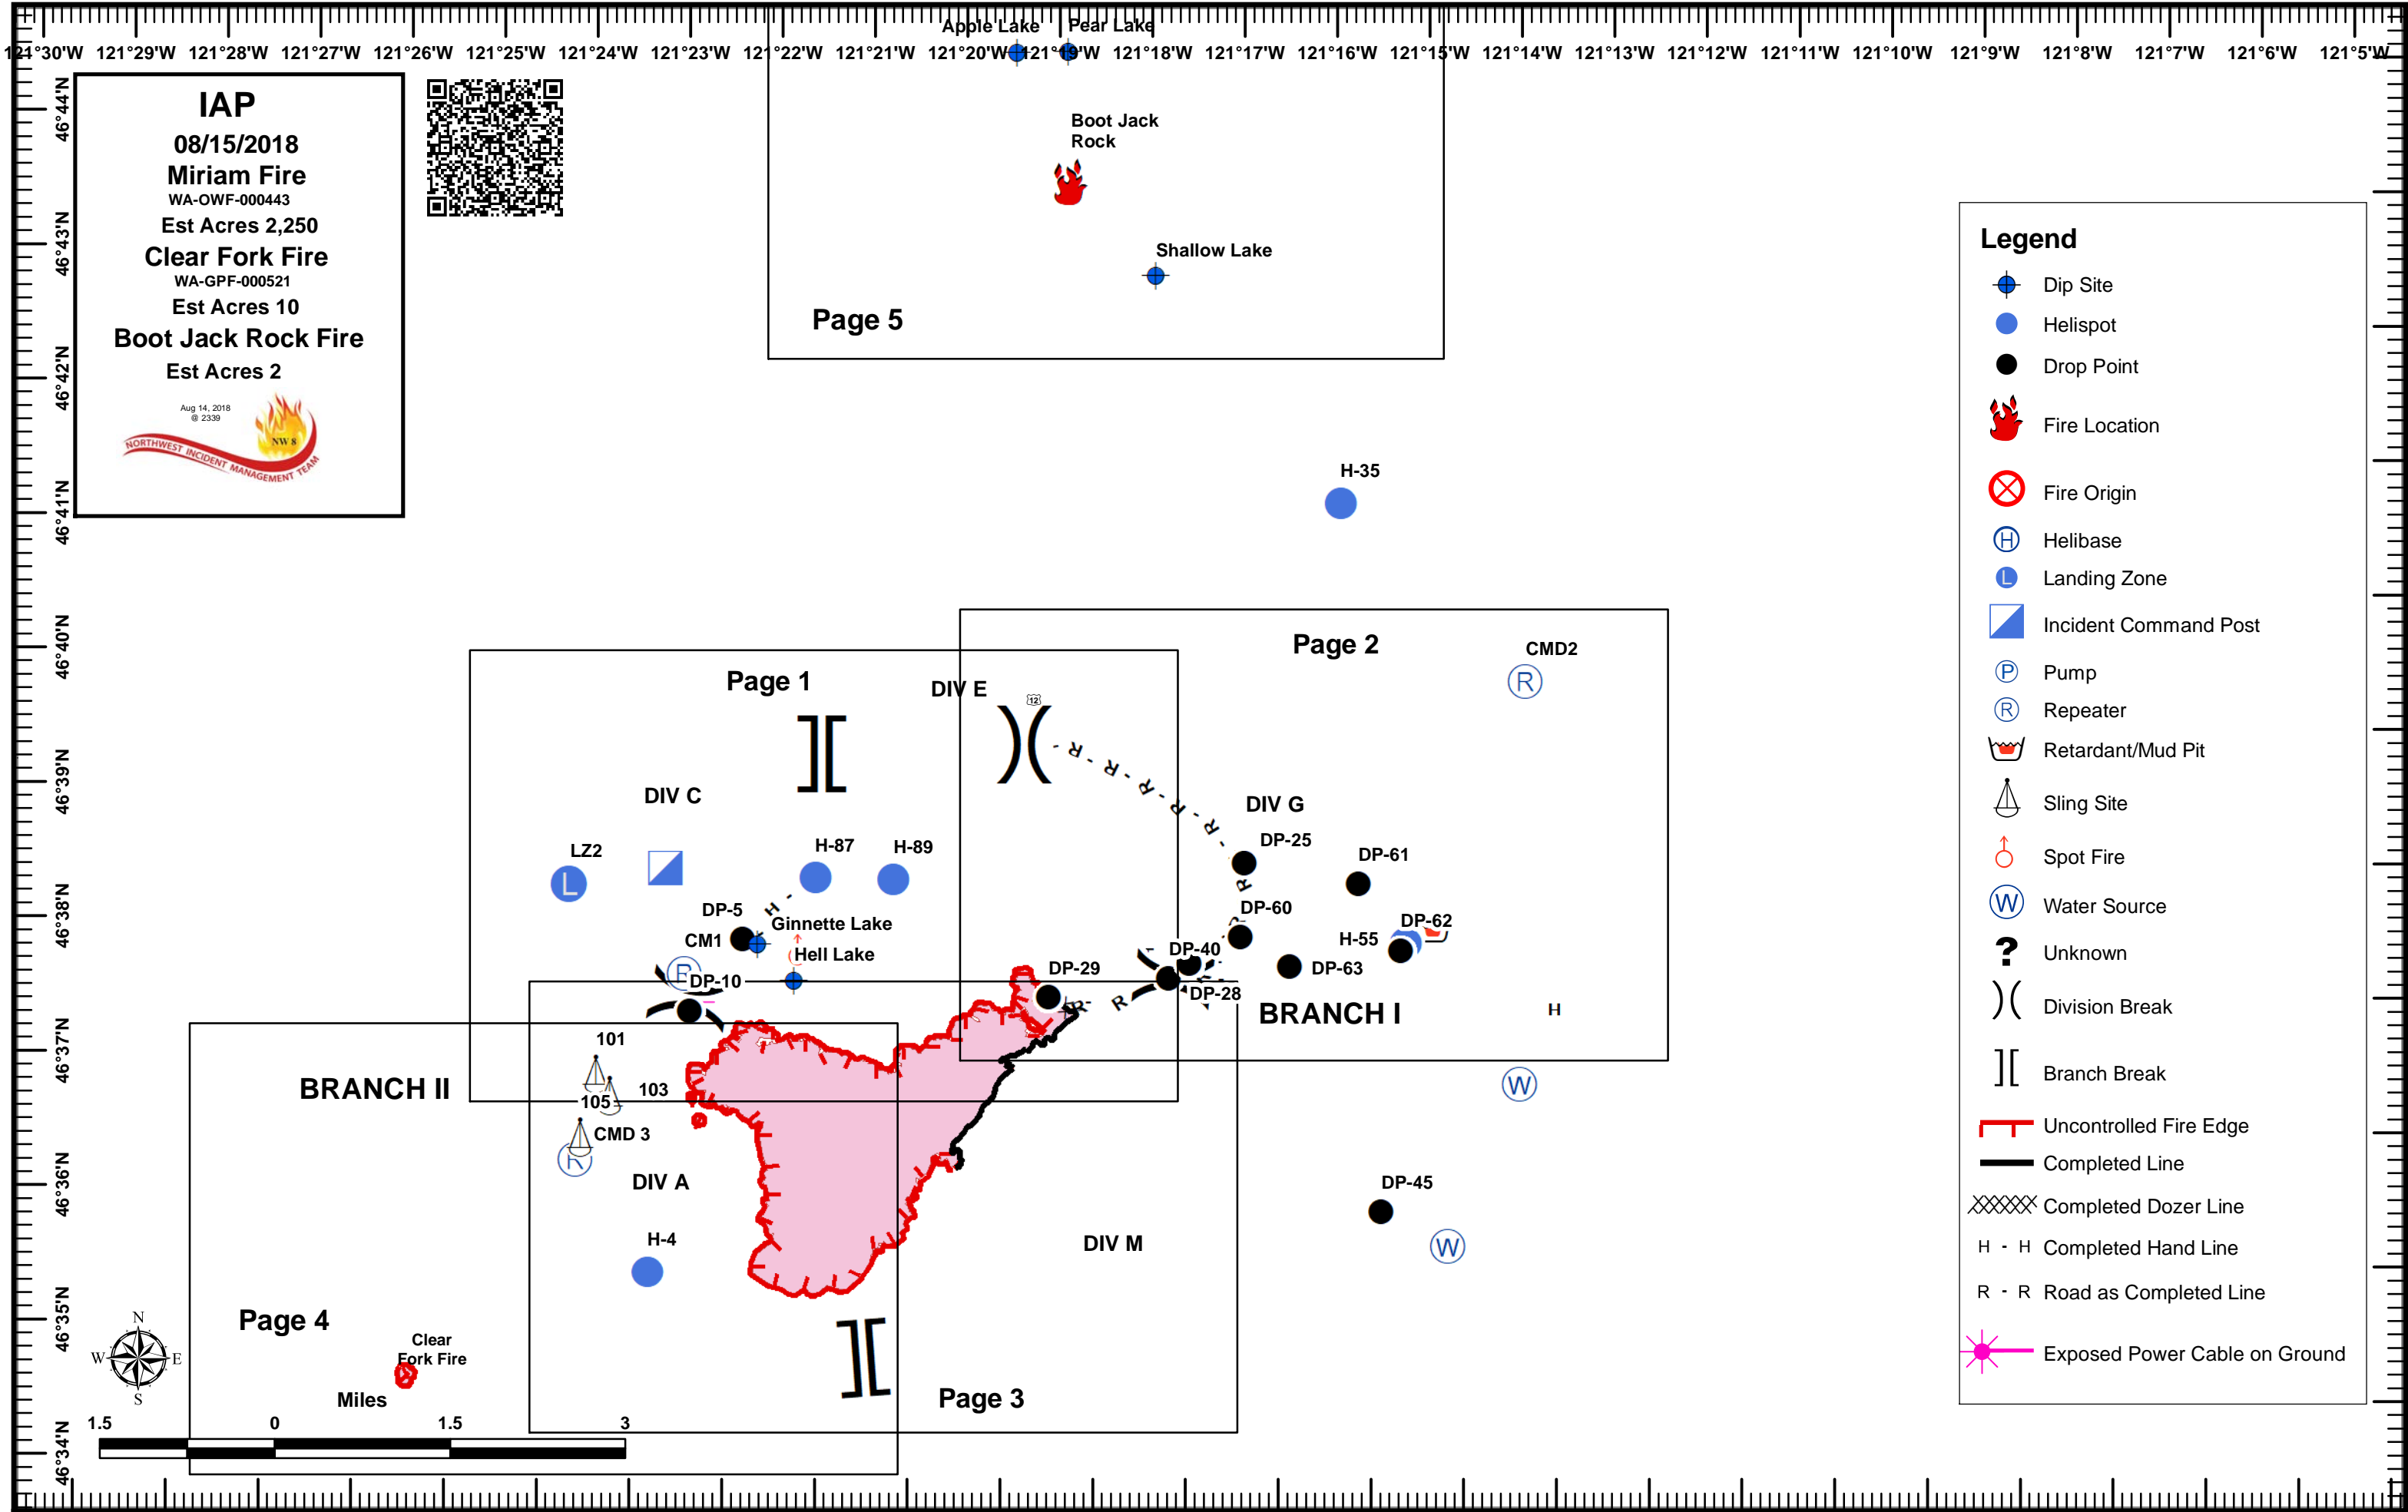 Apple Lake
Pear Lake
121°30'W
121°29'W
121°28'W
121°27'W
121°26'W
121°25'W
121°24'W
121°23'W
121°22'W
121°21'W
121°20'W
121°19'W
121°18'W
121°17'W
121°16'W
121°15'W
121°14'W
121°13'W
121°12'W
121°11'W
121°10'W
121°9'W
121°8'W
121°7'W
121°6'W
121°5'W
46°44'N
46°43'N
46°42'N
46°41'N
46°40'N
46°39'N
46°38'N
46°37'N
46°36'N
46°35'N
46°34'N
IAP
08/15/2018
Miriam Fire
WA-OWF-000443
Est Acres 2,250
Clear Fork Fire
WA-GPF-000521
Est Acres 10
Boot Jack Rock Fire
Est Acres 2
Aug 14, 2018
@ 2339
NW 8
NORTHWEST INCIDENT MANAGEMENT TEAM
Boot Jack
Rock
Shallow Lake
Page 5
H-35
Page 2
CMD2
R
Page 1
DIV E
12
R - R - R - R - R
DIV C
DIV G
LZ2
L
H-87
H-89
DP-25
DP-61
R
H -
DP-5
Ginnette Lake
CM1
Hell Lake
R
DP-10
DP-60
DP-62
H-55
DP-40
DP-63
DP-29
DP-28
R
R
BRANCH I
H
W
101
103
105
BRANCH II
CMD 3
R
DIV A
DP-45
W
H-4
DIV M
Page 4
Clear
Fork Fire
Page 3
N
W
E
S
Miles
1.5
0
1.5
3
Legend
Dip Site
Helispot
Drop Point
Fire Location
Fire Origin
H Helibase
L Landing Zone
Incident Command Post
P Pump
R Repeater
Retardant/Mud Pit
Sling Site
Spot Fire
W Water Source
? Unknown
Division Break
Branch Break
Uncontrolled Fire Edge
Completed Line
Completed Dozer Line
H - H Completed Hand Line
R - R Road as Completed Line
Exposed Power Cable on Ground